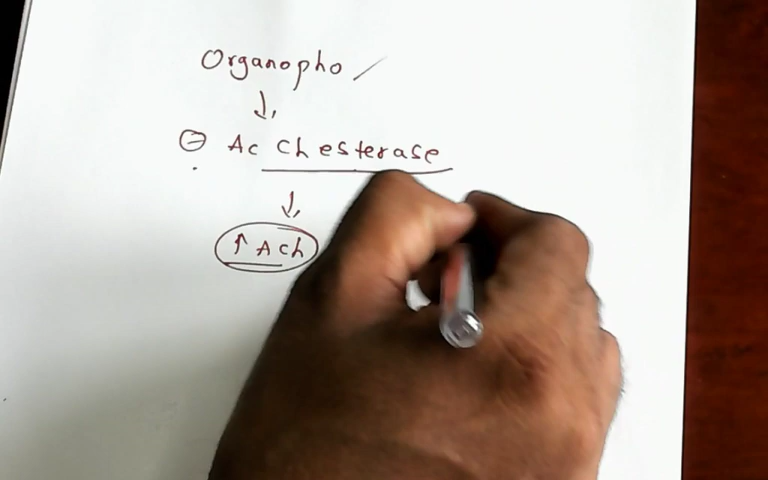 Organopho /
↓
⊖ Ac Chesterase
↓
↑ Ach